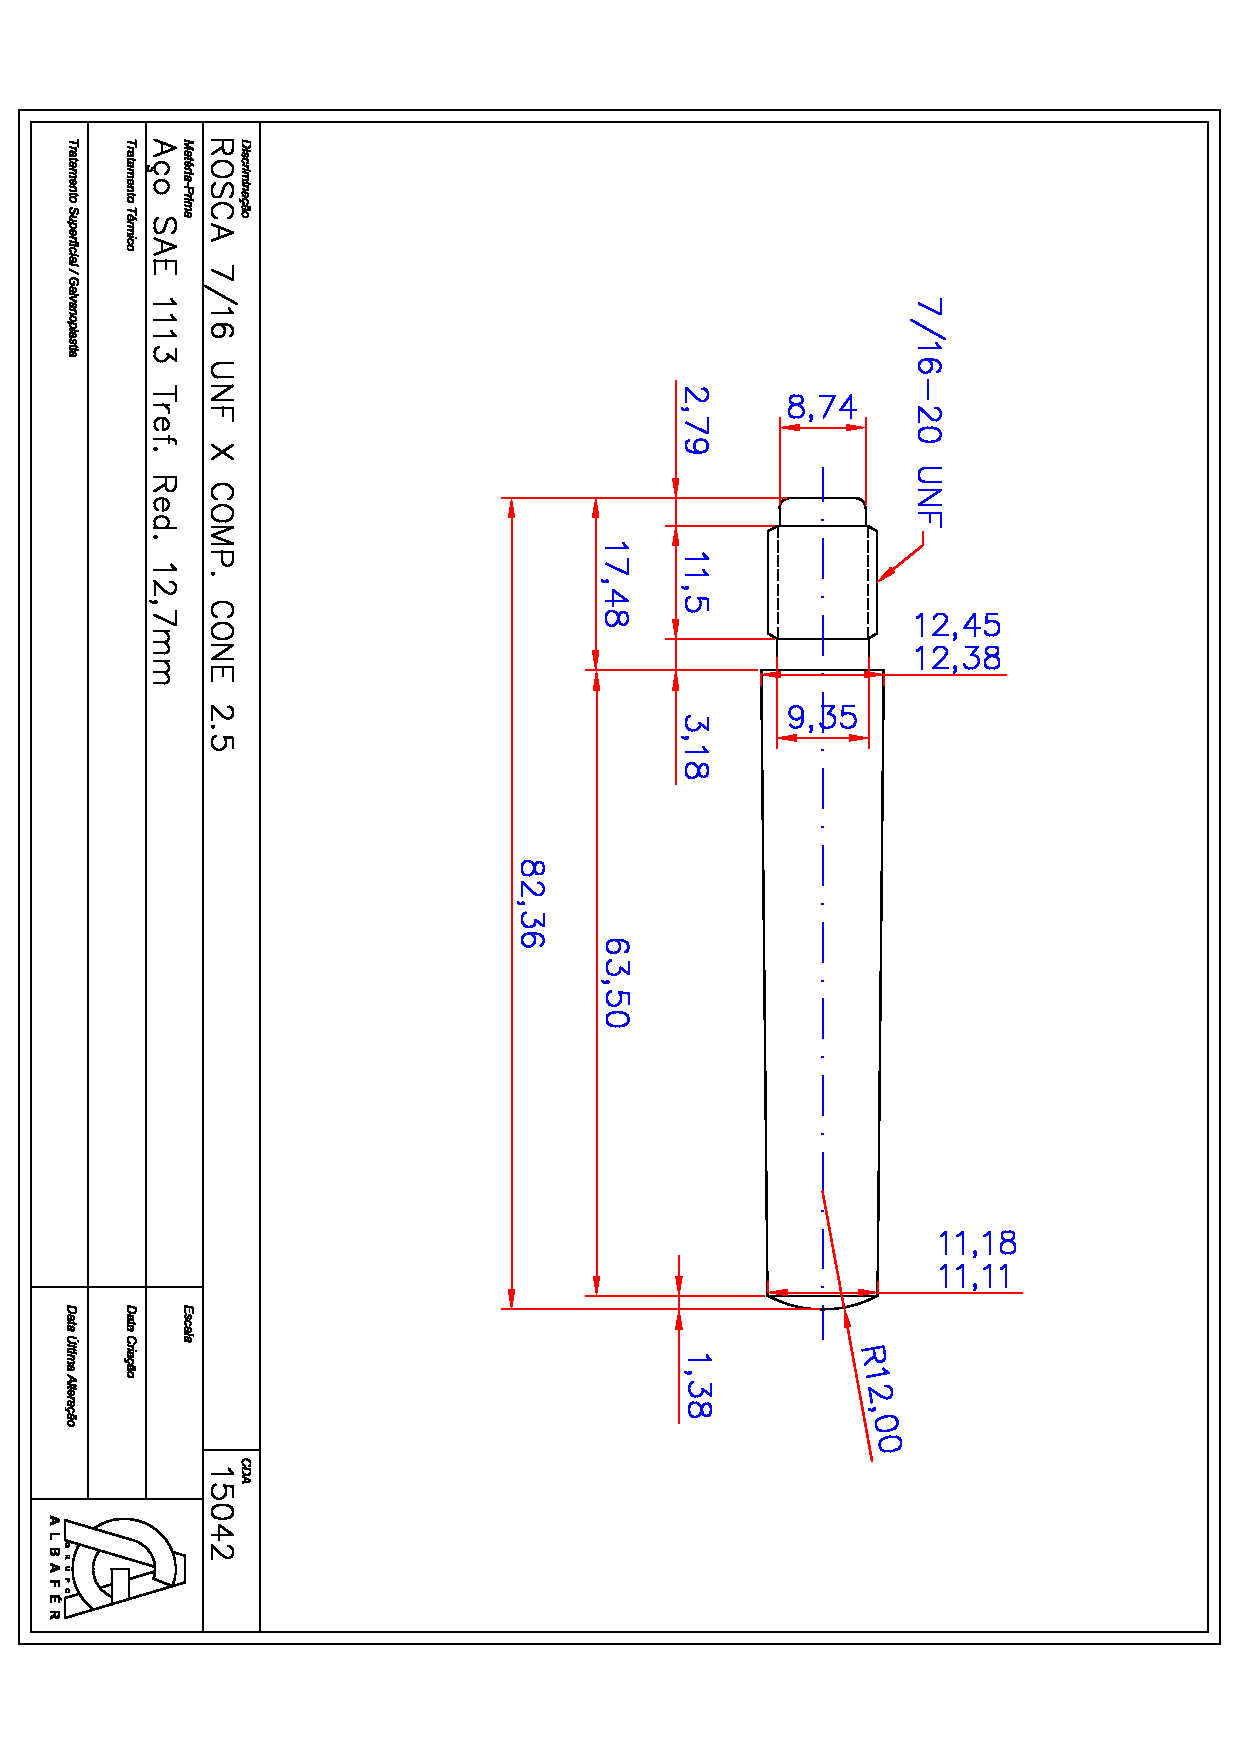 7/16-20 UNF
8,74
2,79
11,5
17,48
3,18
12,45
12,38
9,35
82,36
63,50
11,18
11,11
1,38
R12,00
Discriminação
ROSCA 7/16 UNF X COMP. CONE 2.5
CDA
15042
Matéria-Prima
Aço SAE 1113 Tref. Red. 12,7mm
Escala
Tratamento Térmico
Data Criação
Tratamento Superficial / Galvanoplastia
Data Última Alteração
GRUPO
ALBAFÉR